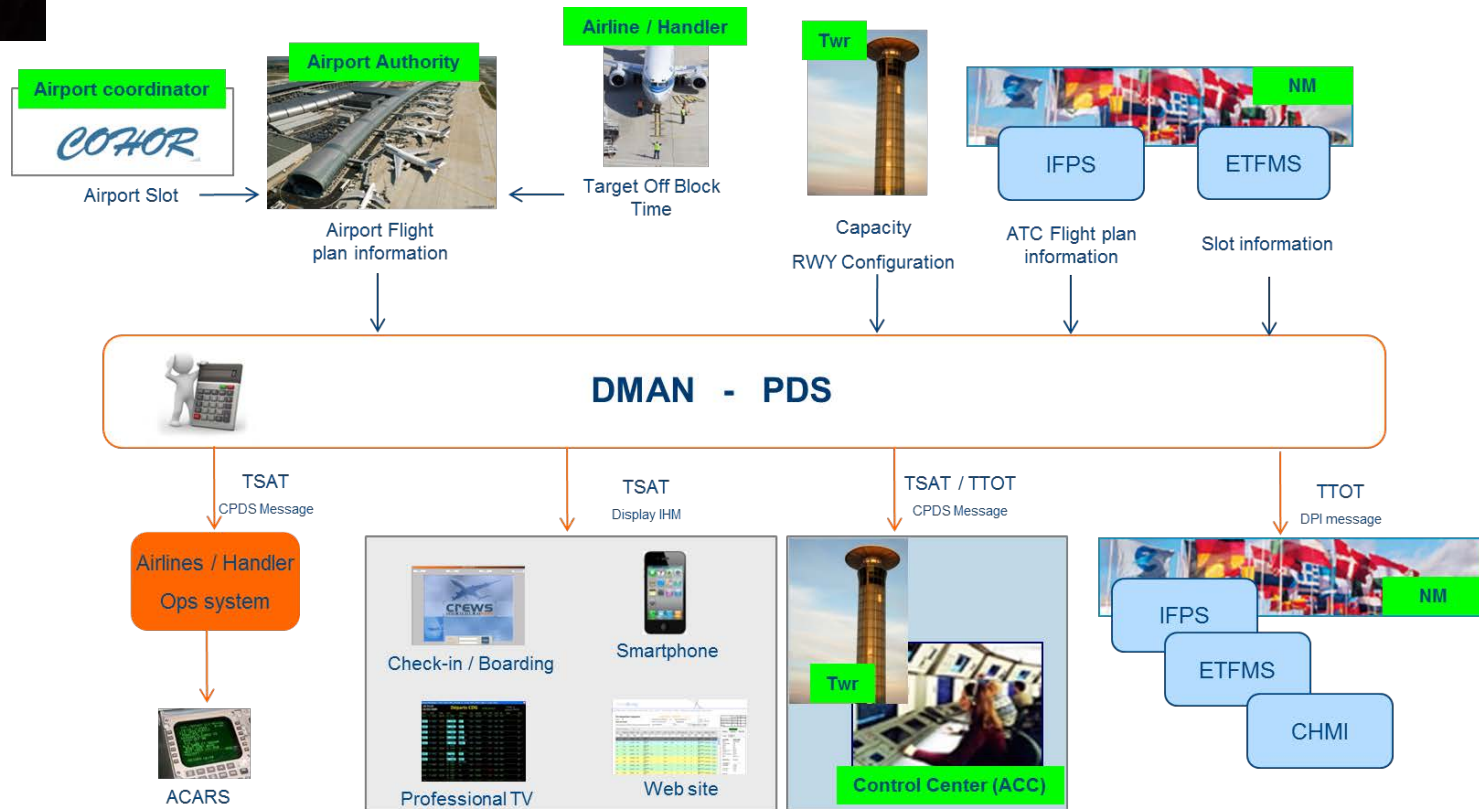 Airline / Handler
Twr
Airport Authority
NM
Airport coordinator
COHOR
IFPS
ETFMS
Airport Slot
Target Off Block
Time
Airport Flight
plan information
Capacity
RWY Configuration
ATC Flight plan
information
Slot information
DMAN - PDS
TSAT
CPDS Message
TSAT
Display IHM
TSAT / TTOT
CPDS Message
TTOT
DPI message
Airlines / Handler
Ops system
CREWS
Check-in / Boarding
Smartphone
Twr
NM
IFPS
ETFMS
CHMI
ACARS
Professional TV
Web site
Control Center (ACC)